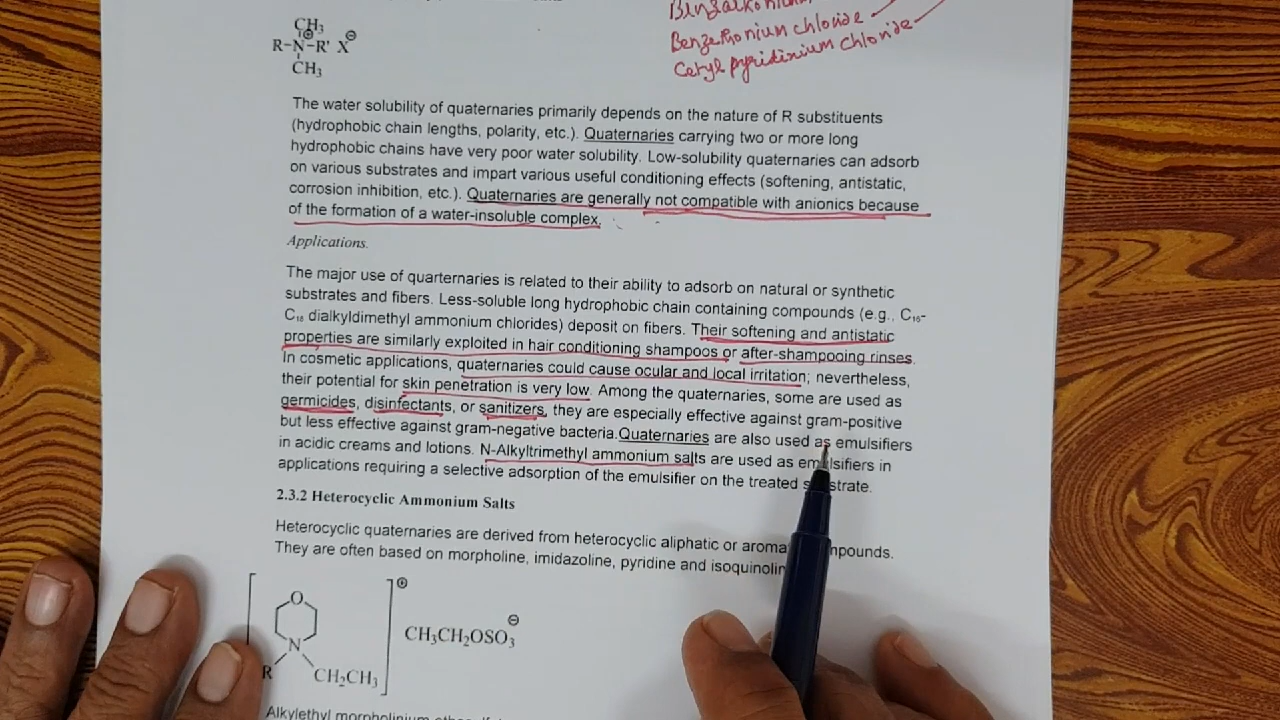 Benzethonium chloride
Cetyl pyridinium chloride
CH₃
R–N–R' X
CH₃
The water solubility of quaternaries primarily depends on the nature of R substituents
(hydrophobic chain lengths, polarity, etc.). Quaternaries carrying two or more long
hydrophobic chains have very poor water solubility. Low-solubility quaternaries can adsorb
on various substrates and impart various useful conditioning effects (softening, antistatic,
corrosion inhibition, etc.). Quaternaries are generally not compatible with anionics because
of the formation of a water-insoluble complex.
Applications.
The major use of quarternaries is related to their ability to adsorb on natural or synthetic
substrates and fibers. Less-soluble long hydrophobic chain containing compounds (e.g., C₁₆-
C₁₈ dialkyldimethyl ammonium chlorides) deposit on fibers. Their softening and antistatic
properties are similarly exploited in hair conditioning shampoos or after-shampooing rinses.
In cosmetic applications, quaternaries could cause ocular and local irritation; nevertheless,
their potential for skin penetration is very low. Among the quaternaries, some are used as
germicides, disinfectants, or sanitizers, they are especially effective against gram-positive
but less effective against gram-negative bacteria.Quaternaries are also used as emulsifiers
in acidic creams and lotions. N-Alkyltrimethyl ammonium salts are used as emulsifiers in
applications requiring a selective adsorption of the emulsifier on the treated substrate.
2.3.2 Heterocyclic Ammonium Salts
Heterocyclic quaternaries are derived from heterocyclic aliphatic or
They are often based on morpholine, imidazoline, pyridine and
O
N
R
CH₂CH₃
CH₃CH₂OSO₃
Alkylethyl morpholinium